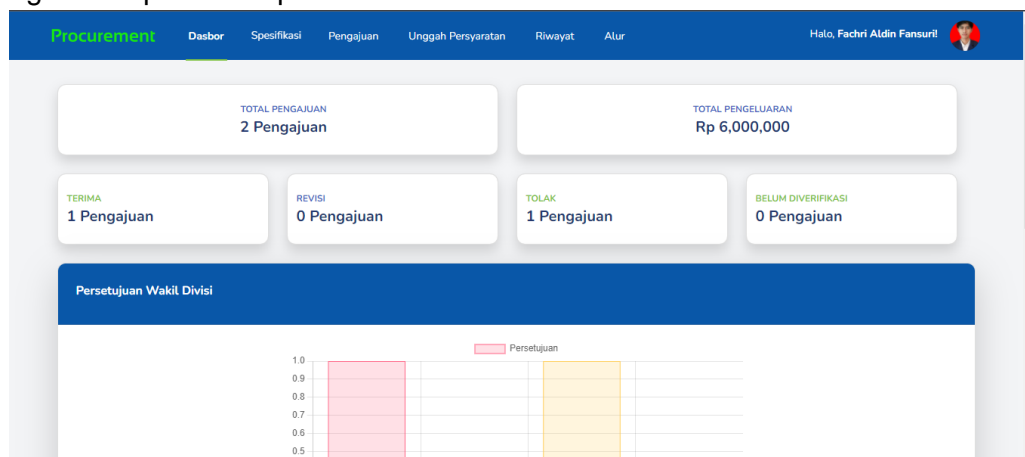 Procurement Dasbor Spesifikasi Pengajuan Unggah Persyaratan Riwayat Alur Halo, Fachri Aldin Fansuri!
TOTAL PENGAJUAN
2 Pengajuan
TOTAL PENGELUARAN
Rp 6,000,000
TERIMA
1 Pengajuan
REVISI
0 Pengajuan
TOLAK
1 Pengajuan
BELUM DIVERIFIKASI
0 Pengajuan
Persetujuan Wakil Divisi
Persetujuan
1.0
0.9
0.8
0.7
0.6
0.5